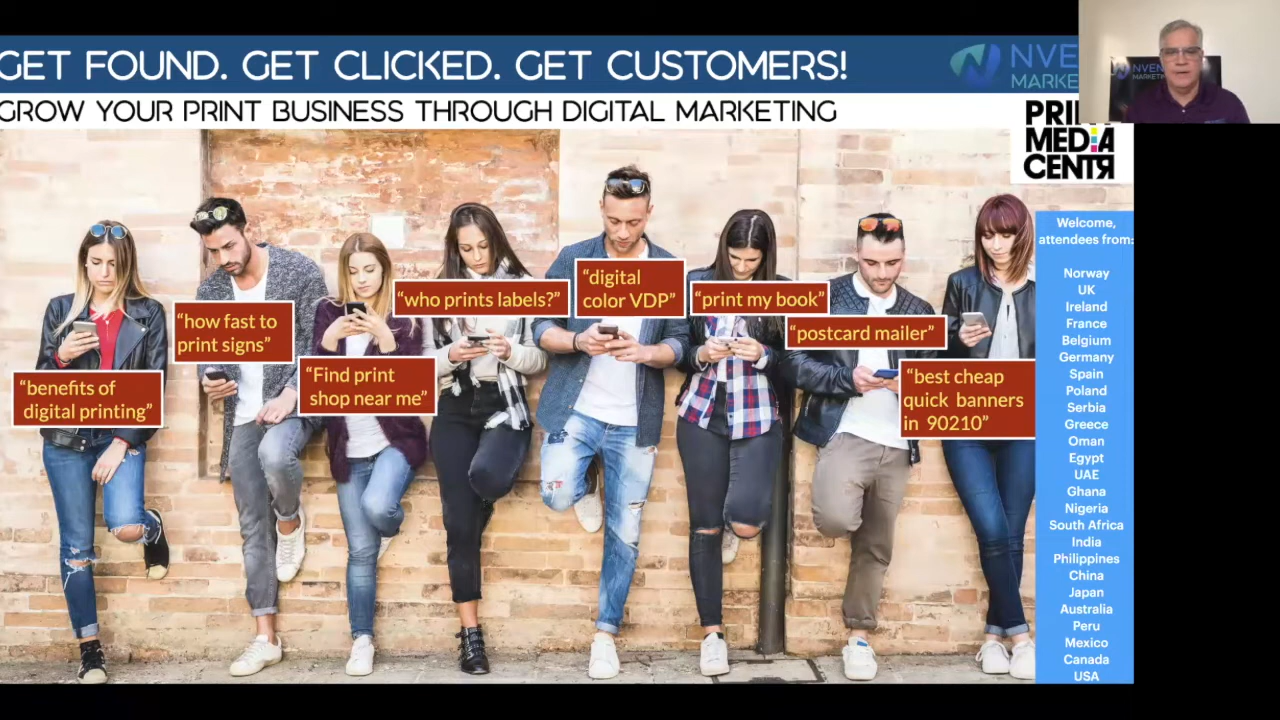 GET FOUND. GET CLICKED. GET CUSTOMERS!
NVEN
MARKE
NVEN
MARKETING
GROW YOUR PRINT BUSINESS THROUGH DIGITAL MARKETING
PRINT
MEDIA
CENTR
Welcome,
attendees from:
Norway
UK
Ireland
France
Belgium
Germany
Spain
Poland
Serbia
Greece
Oman
Egypt
UAE
Ghana
Nigeria
South Africa
India
Philippines
China
Japan
Australia
Peru
Mexico
Canada
USA
“benefits of
digital printing”
“how fast to
print signs”
“Find print
shop near me”
“who prints labels?”
“digital
color VDP”
“print my book”
“postcard mailer”
“best cheap
quick banners
in 90210”